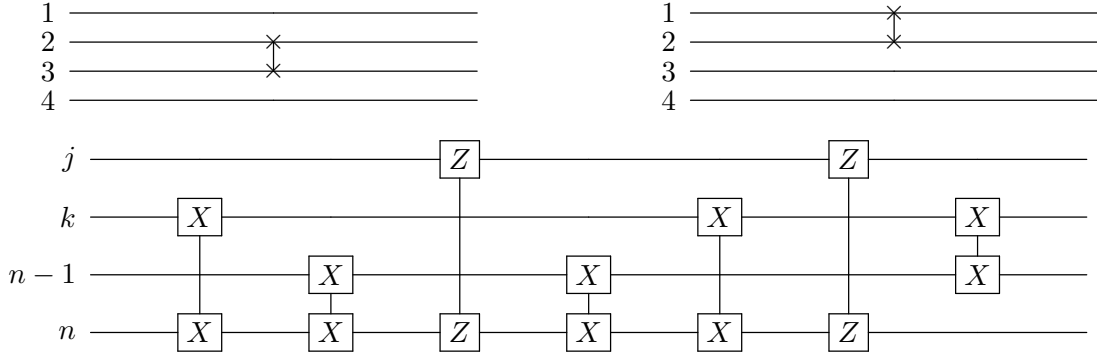 1 1
2 2
3 3
4 4
j Z Z
k X X X
n − 1 X X X
n X X Z X X Z